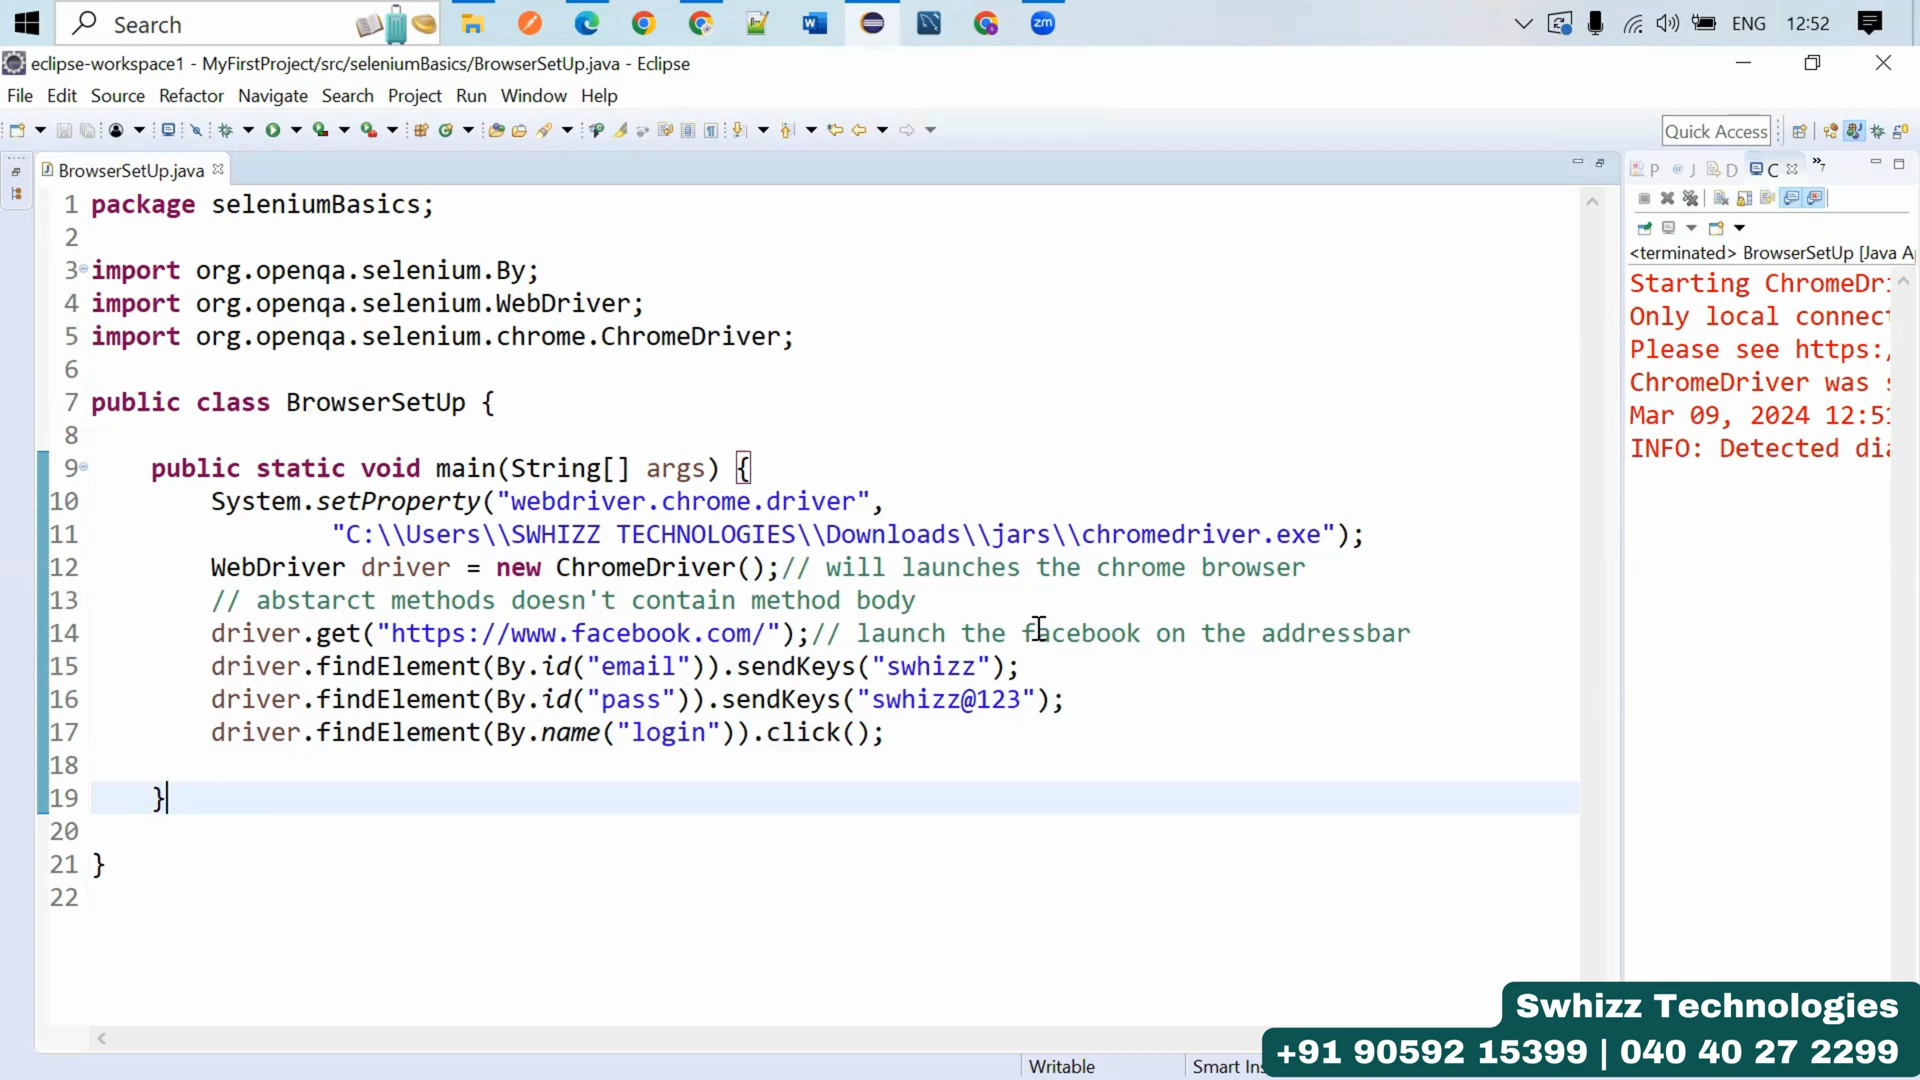 Search
ENG 12:52
eclipse-workspace1 - MyFirstProject/src/seleniumBasics/BrowserSetUp.java - Eclipse
File Edit Source Refactor Navigate Search Project Run Window Help
Quick Access
BrowserSetUp.java
P J D C
1 package seleniumBasics;
2
3 import org.openqa.selenium.By;
4 import org.openqa.selenium.WebDriver;
5 import org.openqa.selenium.chrome.ChromeDriver;
6
7 public class BrowserSetUp {
8
9 public static void main(String[] args) {
10 System.setProperty("webdriver.chrome.driver",
11 "C:\\Users\\SWHIZZ TECHNOLOGIES\\Downloads\\jars\\chromedriver.exe");
12 WebDriver driver = new ChromeDriver();// will launches the chrome browser
13 // abstarct methods doesn't contain method body
14 driver.get("https://www.facebook.com/");// launch the facebook on the addressbar
15 driver.findElement(By.id("email")).sendKeys("swhizz");
16 driver.findElement(By.id("pass")).sendKeys("swhizz@123");
17 driver.findElement(By.name("login")).click();
18
19 }
20
21 }
22
<terminated> BrowserSetUp [Java A
Starting ChromeDr
Only local connect
Please see https:/
ChromeDriver was
Mar 09, 2024 12:51
INFO: Detected dia
Writable
Smart Ins
Swhizz Technologies
+91 90592 15399 | 040 40 27 2299